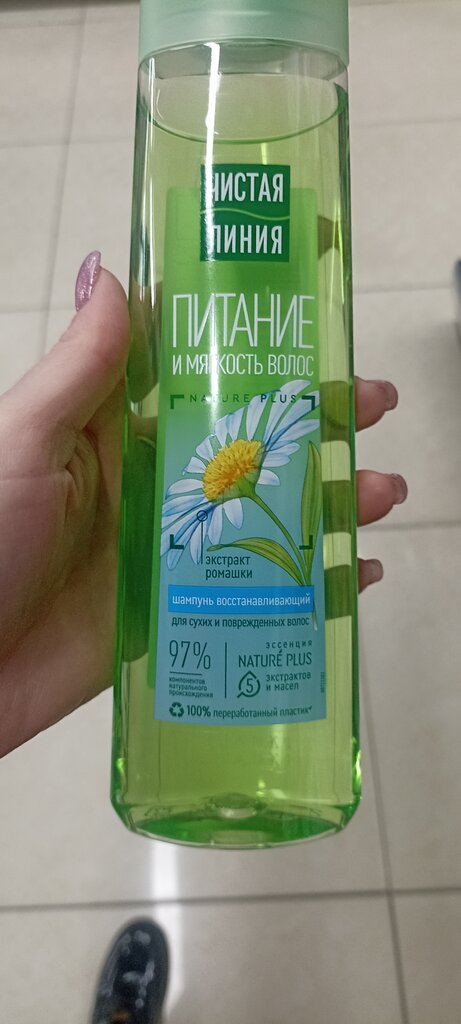 ЧИСТАЯ
ЛИНИЯ
ПИТАНИЕ
И МЯГКОСТЬ ВОЛОС
NATURE PLUS
экстракт
ромашки
шампунь восстанавливающий
для сухих и поврежденных волос
97%
компонентов
натурального
происхождения
эссенция
NATURE PLUS
5 экстрактов
и масел
100% переработанный пластик*